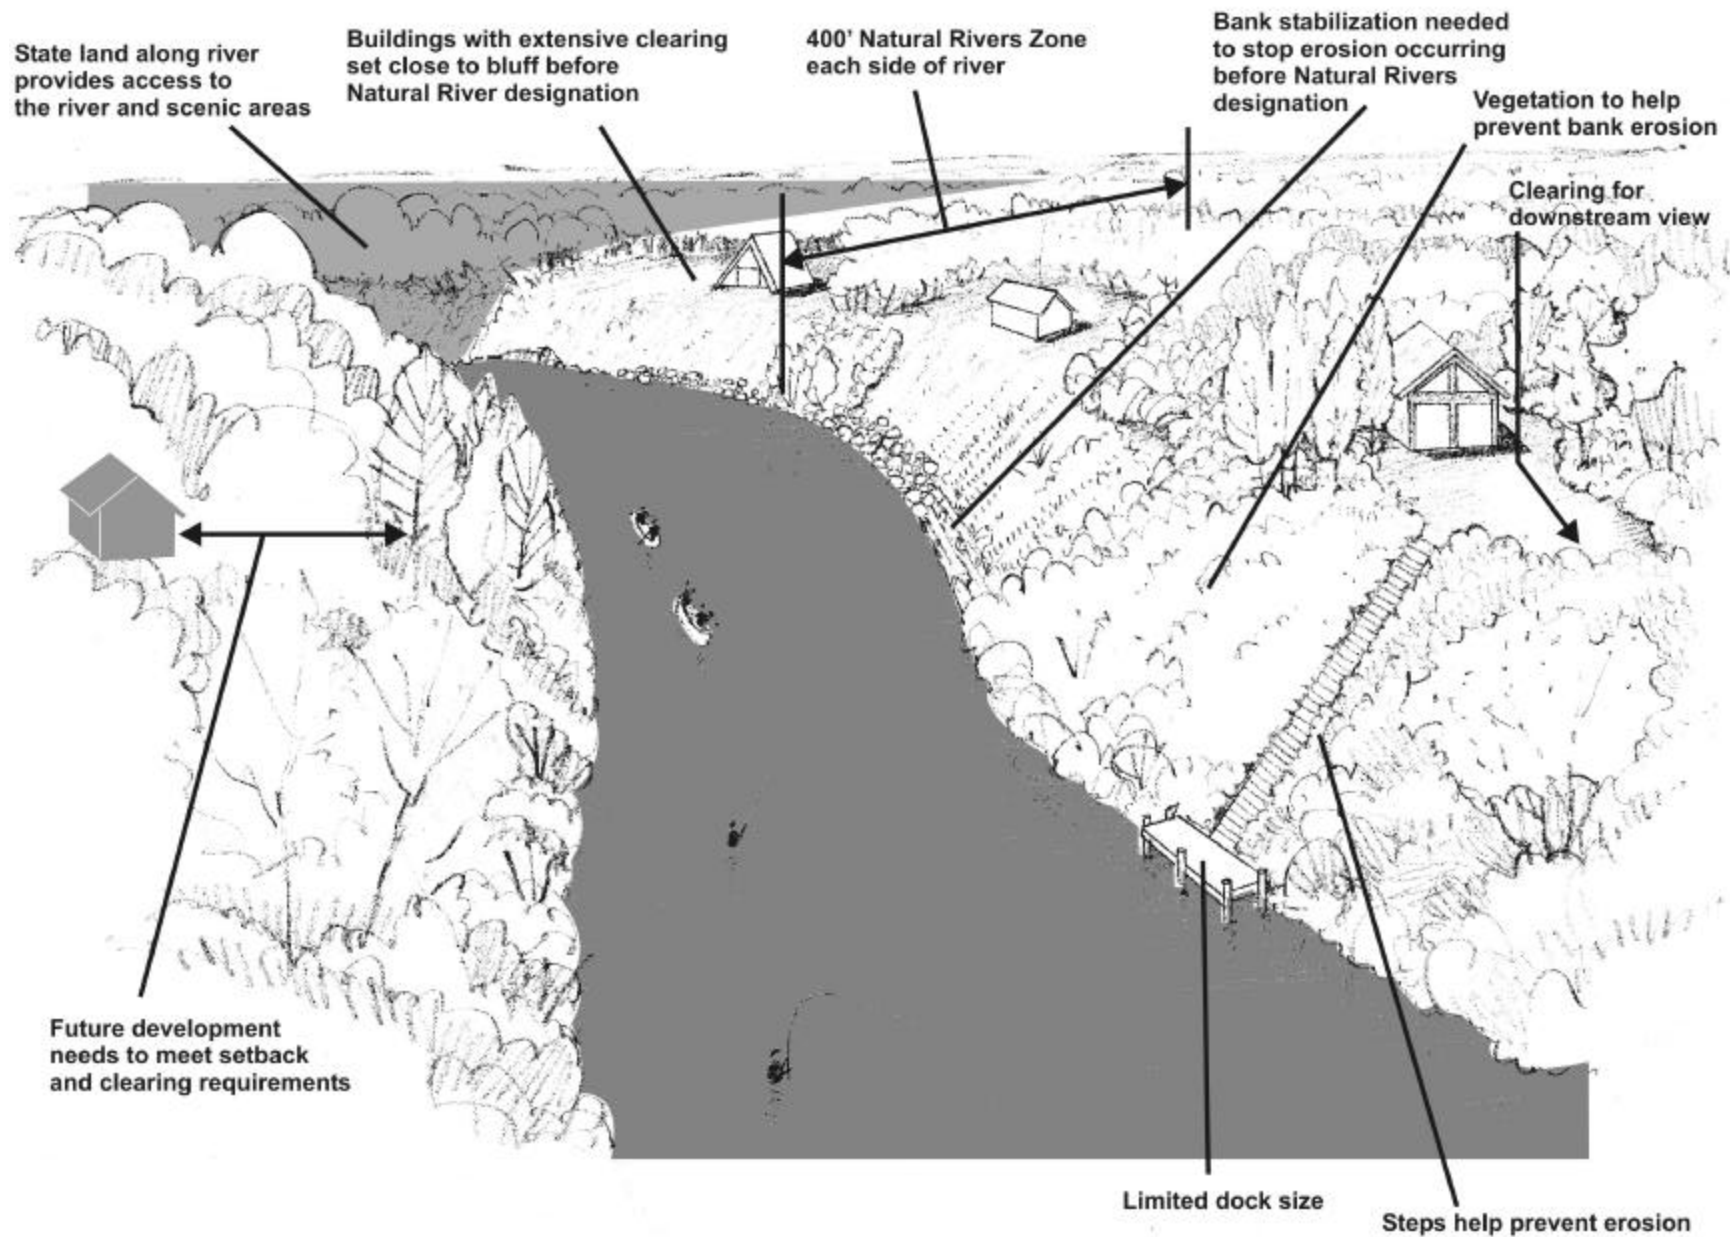 State land along river
provides access to
the river and scenic areas
Buildings with extensive clearing
set close to bluff before
Natural River designation
400' Natural Rivers Zone
each side of river
Bank stabilization needed
to stop erosion occurring
before Natural Rivers
designation
Vegetation to help
prevent bank erosion
Clearing for
downstream view
Future development
needs to meet setback
and clearing requirements
Limited dock size
Steps help prevent erosion